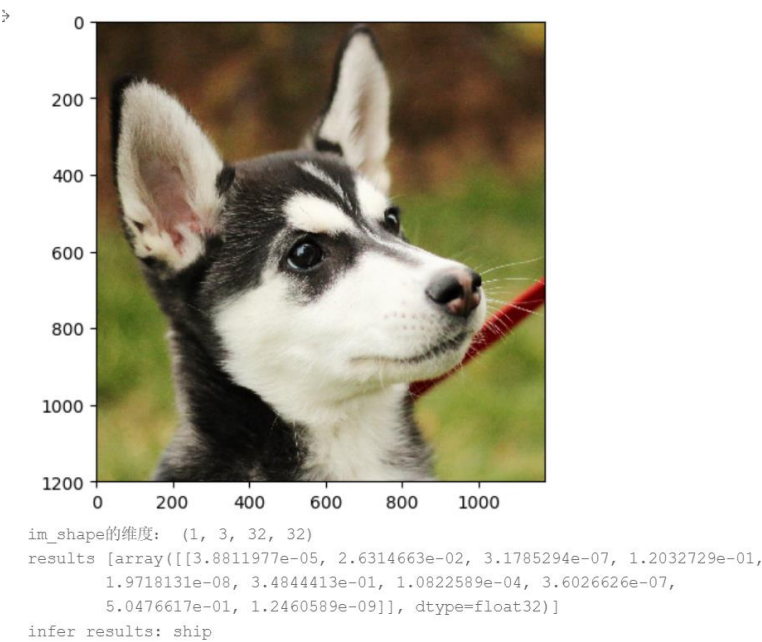 0
200
400
600
800
1000
1200
0 200 400 600 800 1000
im_shape的维度： (1, 3, 32, 32)
results [array([[3.8811977e-05, 2.6314663e-02, 3.1785294e-07, 1.2032729e-01,
1.9718131e-08, 3.4844413e-01, 1.0822589e-04, 3.6026626e-07,
5.0476617e-01, 1.2460589e-09]], dtype=float32)]
infer results: ship